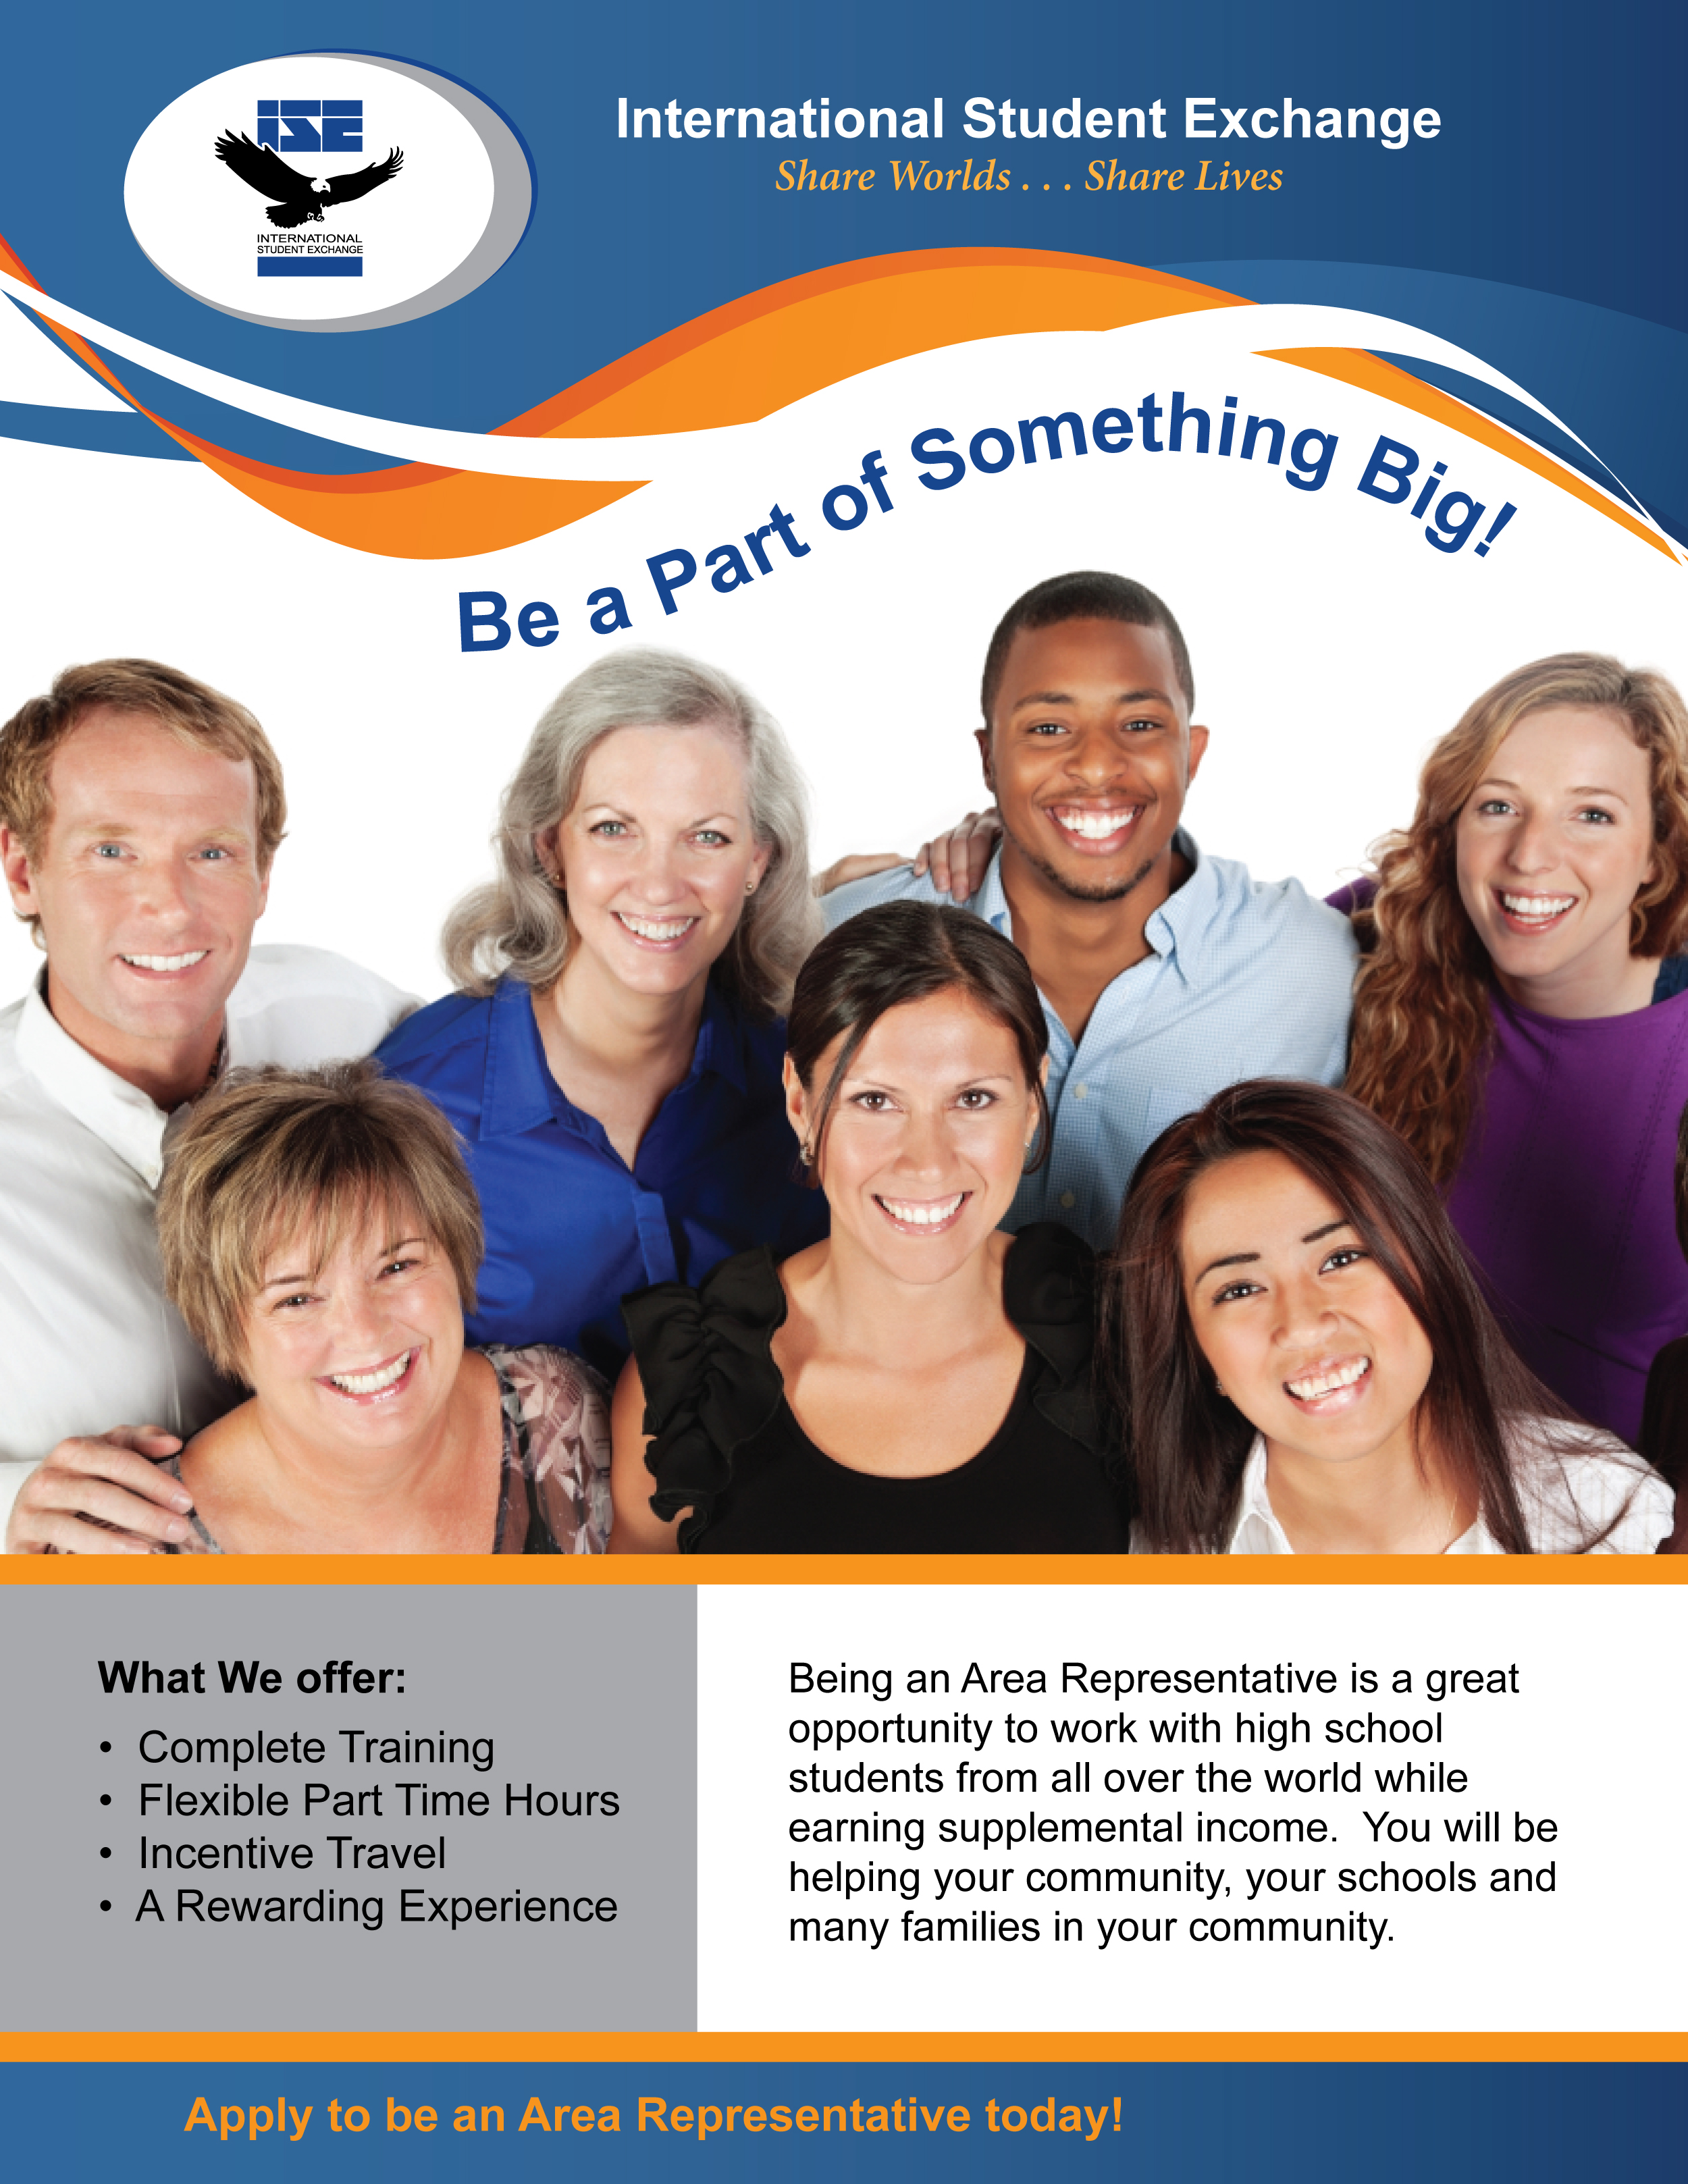 ISE
INTERNATIONAL
STUDENT EXCHANGE
International Student Exchange
Share Worlds . . . Share Lives
Be a Part of Something Big!
What We offer:
• Complete Training
• Flexible Part Time Hours
• Incentive Travel
• A Rewarding Experience
Being an Area Representative is a great
opportunity to work with high school
students from all over the world while
earning supplemental income.  You will be
helping your community, your schools and
many families in your community.
Apply to be an Area Representative today!